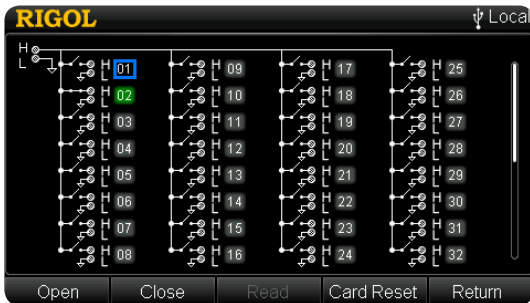 RIGOL Local
H
L
H 01 H 09 H 17 H 25
L L L L
H 02 H 10 H 18 H 26
L L L L
H 03 H 11 H 19 H 27
L L L L
H 04 H 12 H 20 H 28
L L L L
H 05 H 13 H 21 H 29
L L L L
H 06 H 14 H 22 H 30
L L L L
H 07 H 15 H 23 H 31
L L L L
H 08 H 16 H 24 H 32
L L L L
Open Close Read Card Reset Return